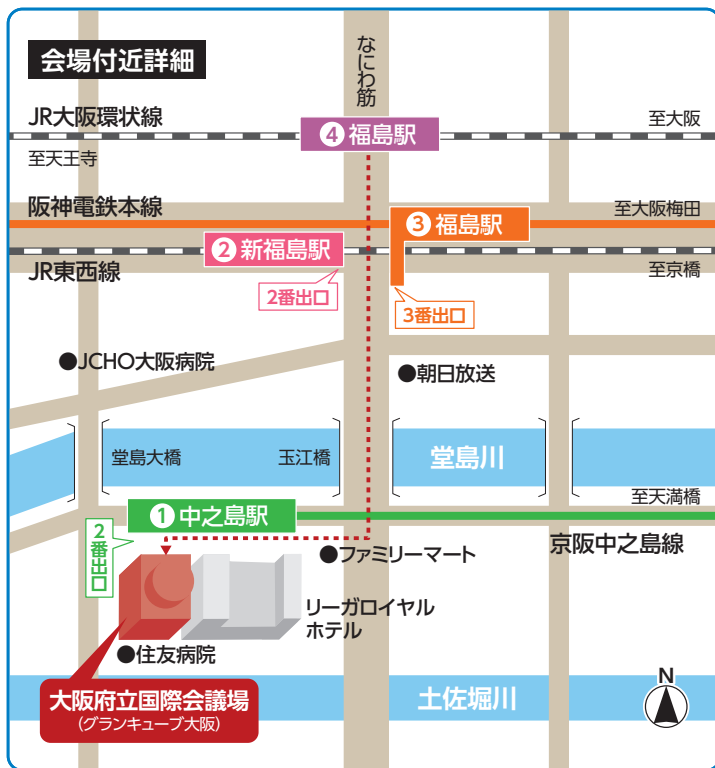 会場付近詳細
なにわ筋
JR大阪環状線
④福島駅
至大阪
至天王寺
阪神電鉄本線
至大阪梅田
③福島駅
②新福島駅
JR東西線
至京橋
2番出口
3番出口
●JCHO大阪病院
●朝日放送
堂島大橋
玉江橋
堂島川
至天満橋
①中之島駅
京阪中之島線
2番出口
●ファミリーマート
リーガロイヤル
ホテル
●住友病院
大阪府立国際会議場
(グランキューブ大阪)
土佐堀川
N